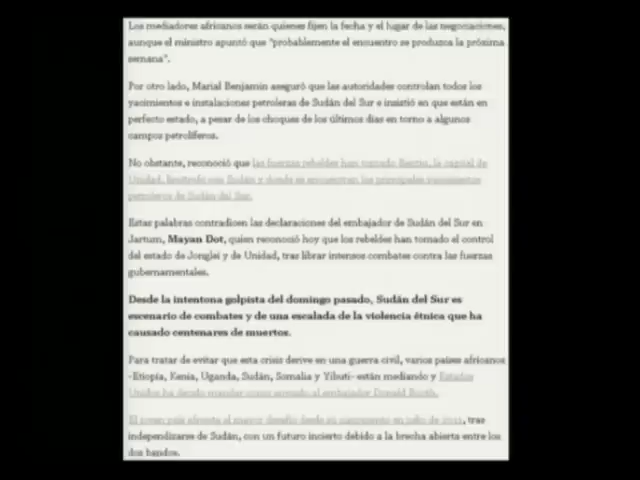 Los mediadores africanos serán quienes fijen la fecha y el lugar de las negociaciones,
aunque el ministro apuntó que "probablemente el encuentro se produzca la próxima
semana".
Por otro lado, Marial Benjamin aseguró que las autoridades controlan todos los
yacimientos e instalaciones petroleras de Sudán del Sur e insistió en que están en
perfecto estado, a pesar de los choques de los últimos días en torno a algunos
campos petrolíferos.
No obstante, reconoció que las fuerzas rebeldes han tomado Bentiu, la capital de
Unidad, limítrofe con Sudán y donde se encuentran los principales yacimientos
petroleros de Sudán del Sur.
Estas palabras contradicen las declaraciones del embajador de Sudán del Sur en
Jartum, Mayan Dot, quien reconoció hoy que los rebeldes han tomado el control
del estado de Jonglei y de Unidad, tras librar intensos combates contra las fuerzas
gubernamentales.
Desde la intentona golpista del domingo pasado, Sudán del Sur es
escenario de combates y de una escalada de la violencia étnica que ha
causado centenares de muertos.
Para tratar de evitar que esta crisis derive en una guerra civil, varios países africanos
-Etiopía, Kenia, Uganda, Sudán, Somalia y Yibuti- están mediando y Estados
Unidos ha decido mandar como enviado al embajador Donald Booth.
El joven país afronta el mayor desafío desde su nacimiento en julio de 2011, tras
independizarse de Sudán, con un futuro incierto debido a la brecha abierta entre los
dos bandos.